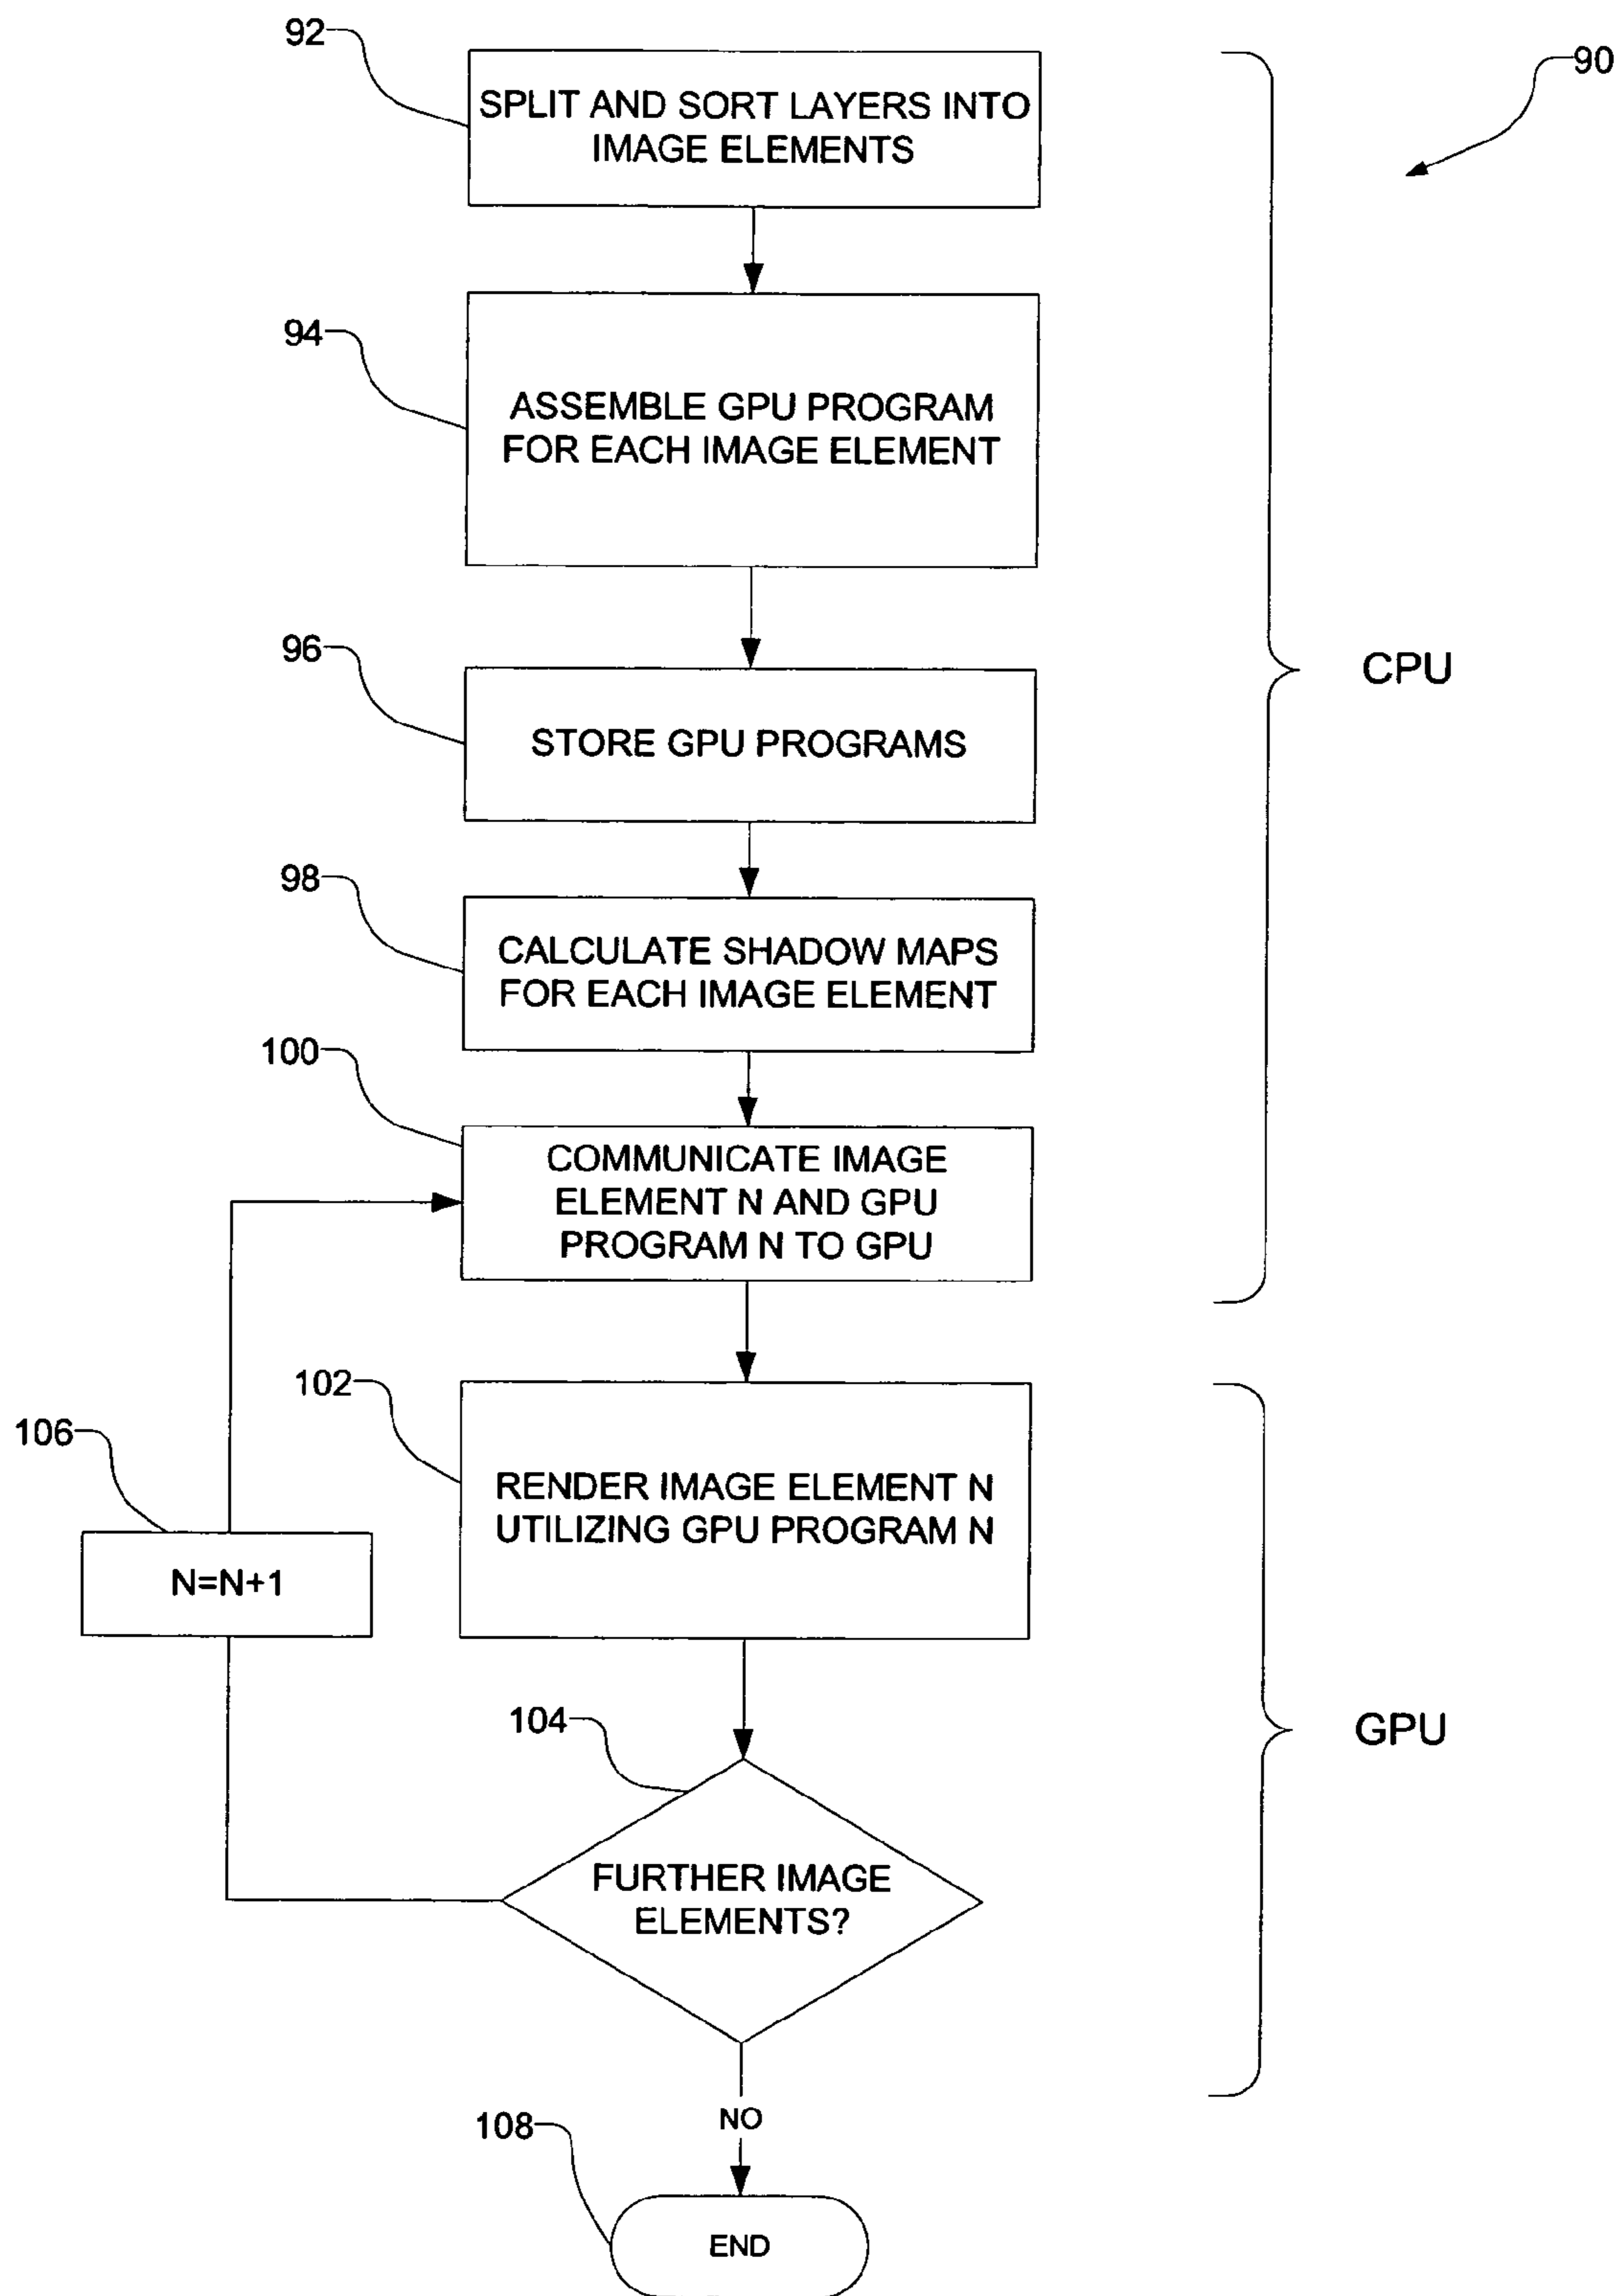 92
90
SPLIT AND SORT LAYERS INTO
IMAGE ELEMENTS
94
ASSEMBLE GPU PROGRAM
FOR EACH IMAGE ELEMENT
96
CPU
STORE GPU PROGRAMS
98
CALCULATE SHADOW MAPS
FOR EACH IMAGE ELEMENT
100
COMMUNICATE IMAGE
ELEMENT N AND GPU
PROGRAM N TO GPU
102
106
RENDER IMAGE ELEMENT N
UTILIZING GPU PROGRAM N
N=N+1
104
GPU
FURTHER IMAGE
ELEMENTS?
NO
108
END